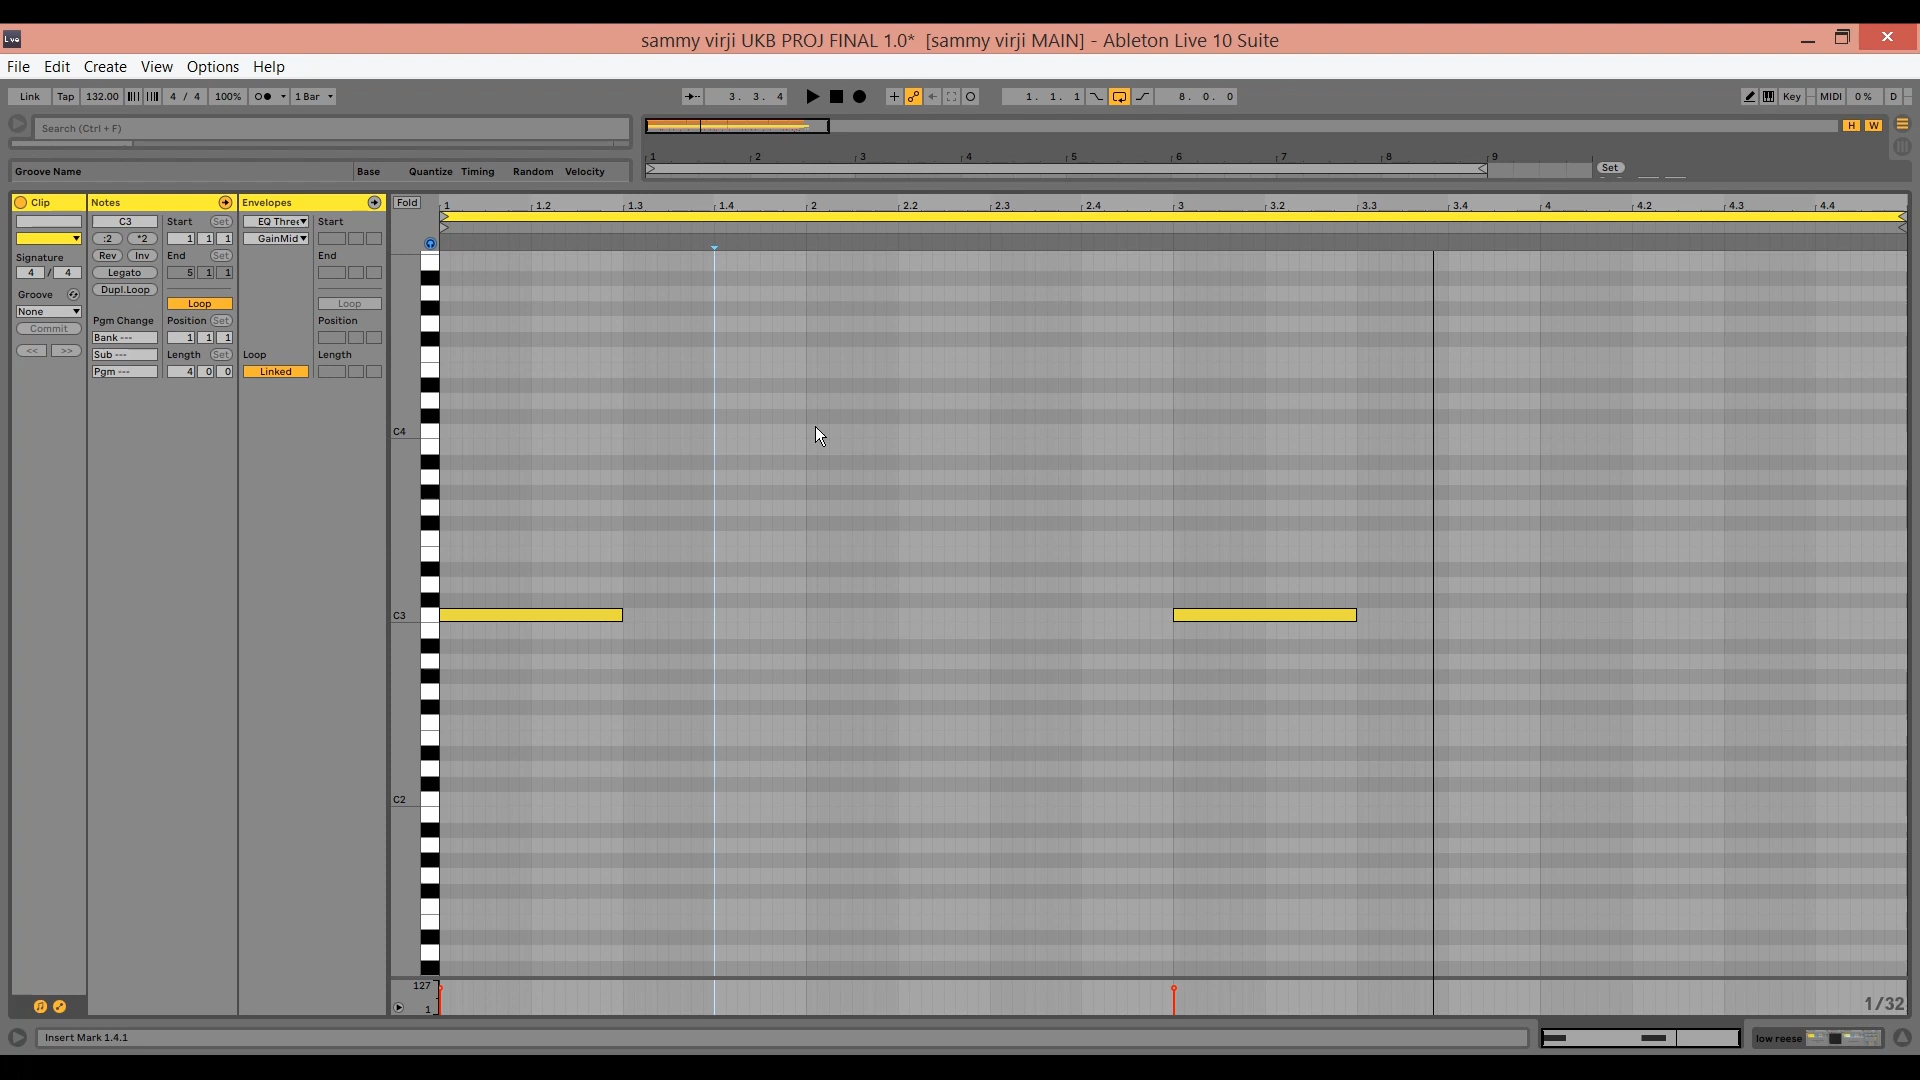 Live
sammy virji UKB PROJ FINAL 1.0* [sammy virji MAIN] - Ableton Live 10 Suite
File Edit Create View Options Help
Link Tap 132.00 4 / 4 100% 1 Bar 3. 3. 4 1. 1. 1 8. 0. 0 Key MIDI 0 % D
Search (Ctrl + F) H W
1 2 3 4 5 6 7 8 9
Groove Name Base Quantize Timing Random Velocity Set
Clip Notes Envelopes Fold 1 1.2 1.3 1.4 2 2.2 2.3 2.4 3 3.2 3.3 3.4 4 4.2 4.3 4.4
C3 Start Set EQ Three Start
:2 *2 1 1 1 GainMid
Signature Rev Inv End Set End
4 / 4 Legato 5 1 1
Groove Dupl.Loop
None Loop Loop
Commit Pgm Change Position Set Position
<< >> Bank --- 1 1 1
Sub --- Length Set Loop Length
Pgm --- 4 0 0 Linked
C4
C3
C2
127
1 1/32
Insert Mark 1.4.1 low reese